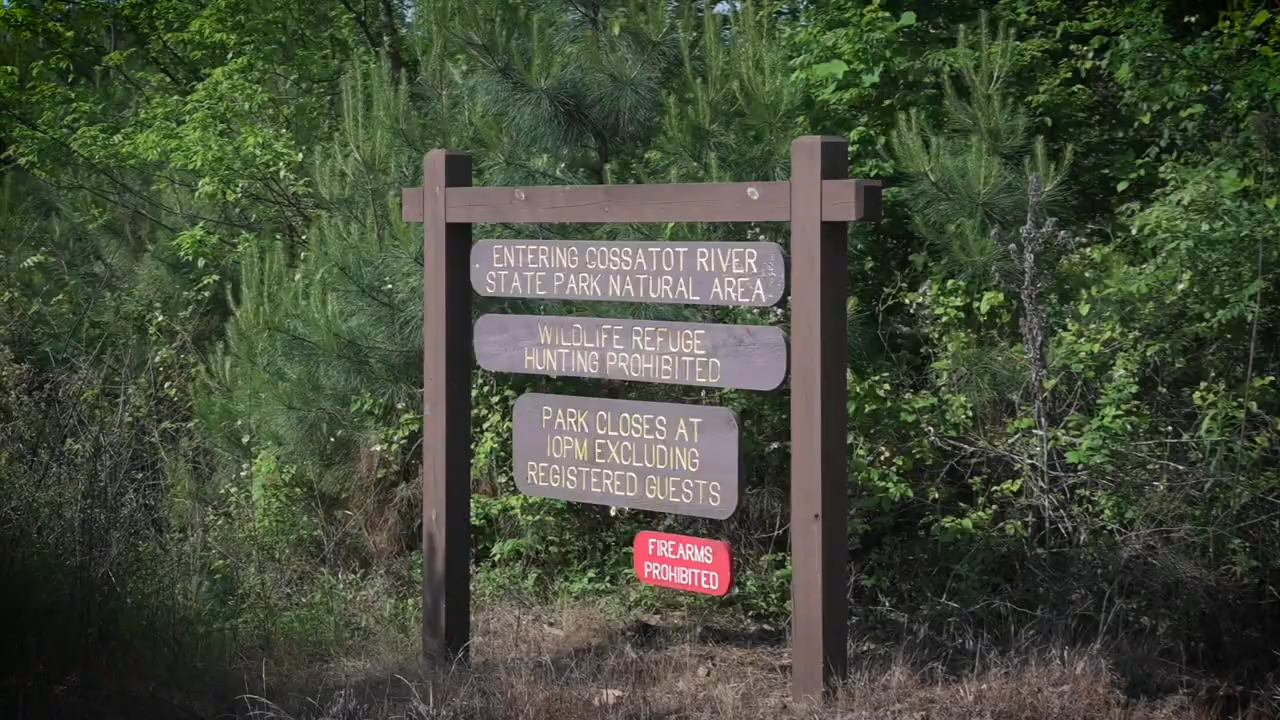 ENTERING COSSATOT RIVER
STATE PARK NATURAL AREA
WILDLIFE REFUGE
HUNTING PROHIBITED
PARK CLOSES AT
10PM EXCLUDING
REGISTERED GUESTS
FIREARMS
PROHIBITED